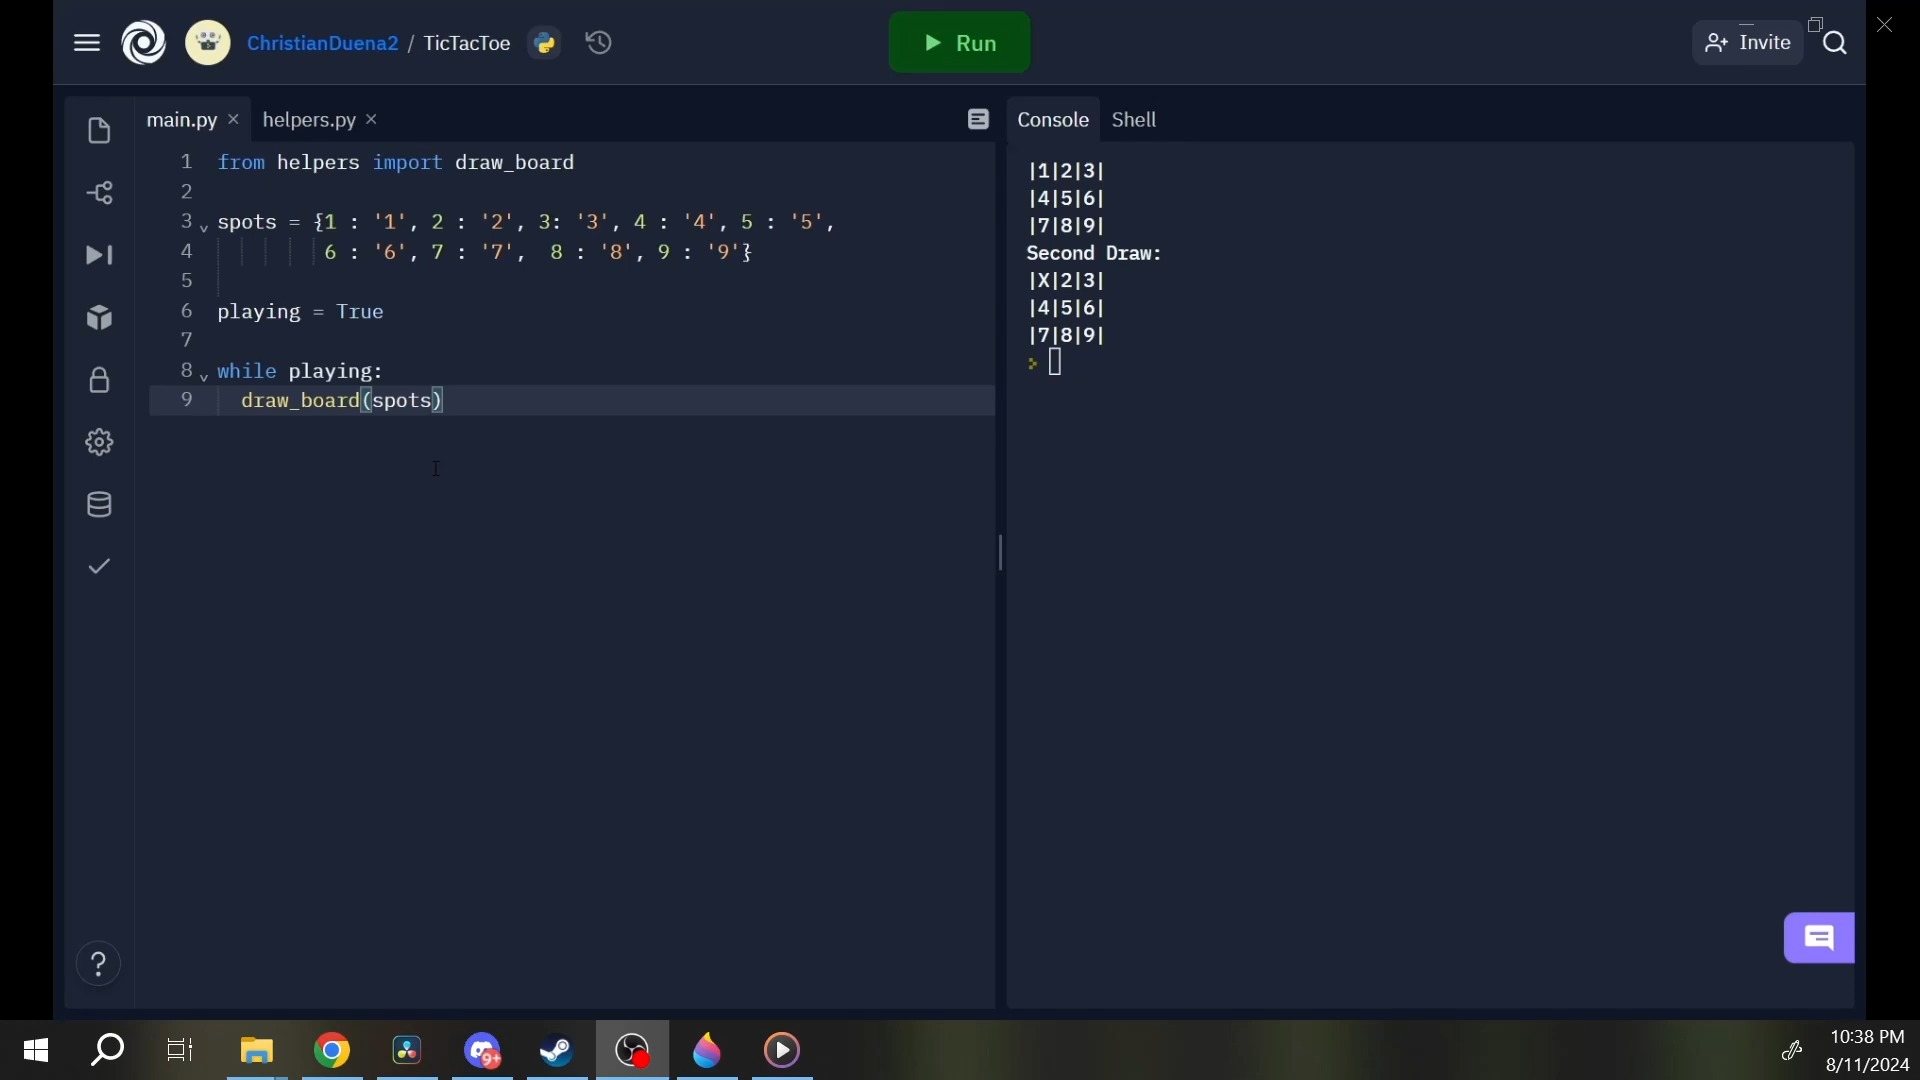 ChristianDuena2 / TicTacToe
Run
Invite
main.py
helpers.py
Console
Shell
1 from helpers import draw_board
2
3 spots = {1 : '1', 2 : '2', 3: '3', 4 : '4', 5 : '5',
4 6 : '6', 7 : '7',  8 : '8', 9 : '9'}
5
6 playing = True
7
8 while playing:
9 draw_board(spots)
|1|2|3|
|4|5|6|
|7|8|9|
Second Draw:
|X|2|3|
|4|5|6|
|7|8|9|
?
9+
10:38 PM
8/11/2024